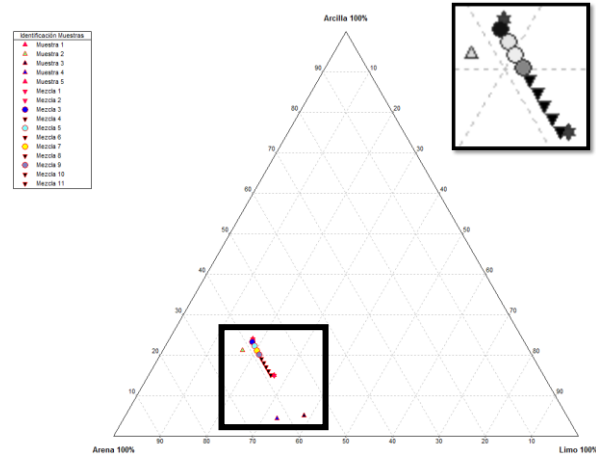 Arcilla 100%
Identificación Muestras
Muestra 1
Muestra 2
Muestra 3
Muestra 4
Muestra 5
Mezcla 1
Mezcla 2
Mezcla 3
Mezcla 4
Mezcla 5
Mezcla 6
Mezcla 7
Mezcla 8
Mezcla 9
Mezcla 10
Mezcla 11
90
10
80
20
70
30
60
40
50
50
40
60
30
70
20
80
10
90
90
80
70
60
50
40
30
20
10
Arena 100%
Limo 100%